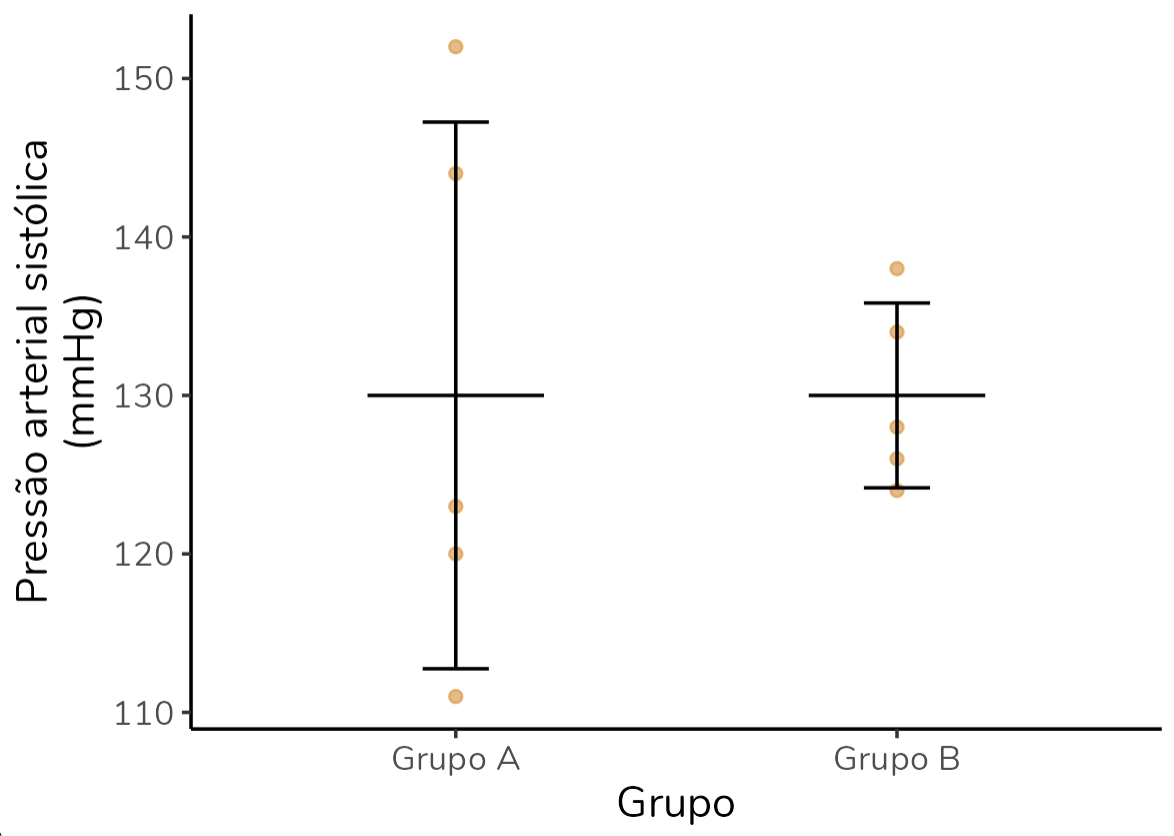 Pressão arterial sistólica
(mmHg)
150
140
130
120
110
Grupo A
Grupo B
Grupo